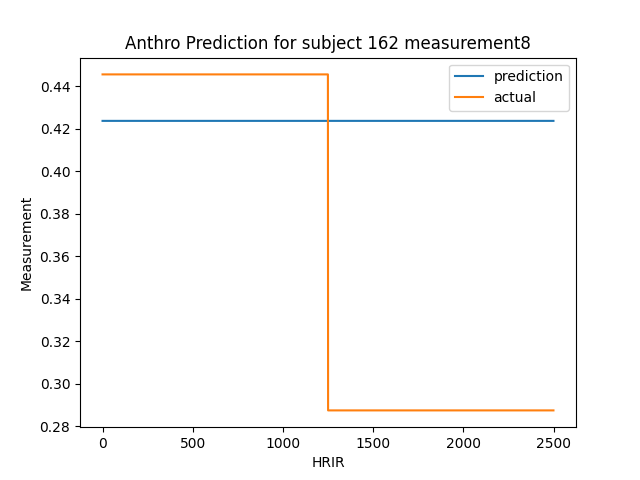 Anthro Prediction for subject 162 measurement8
prediction
actual
Measurement
0.44
0.42
0.40
0.38
0.36
0.34
0.32
0.30
0.28
0 500 1000 1500 2000 2500
HRIR